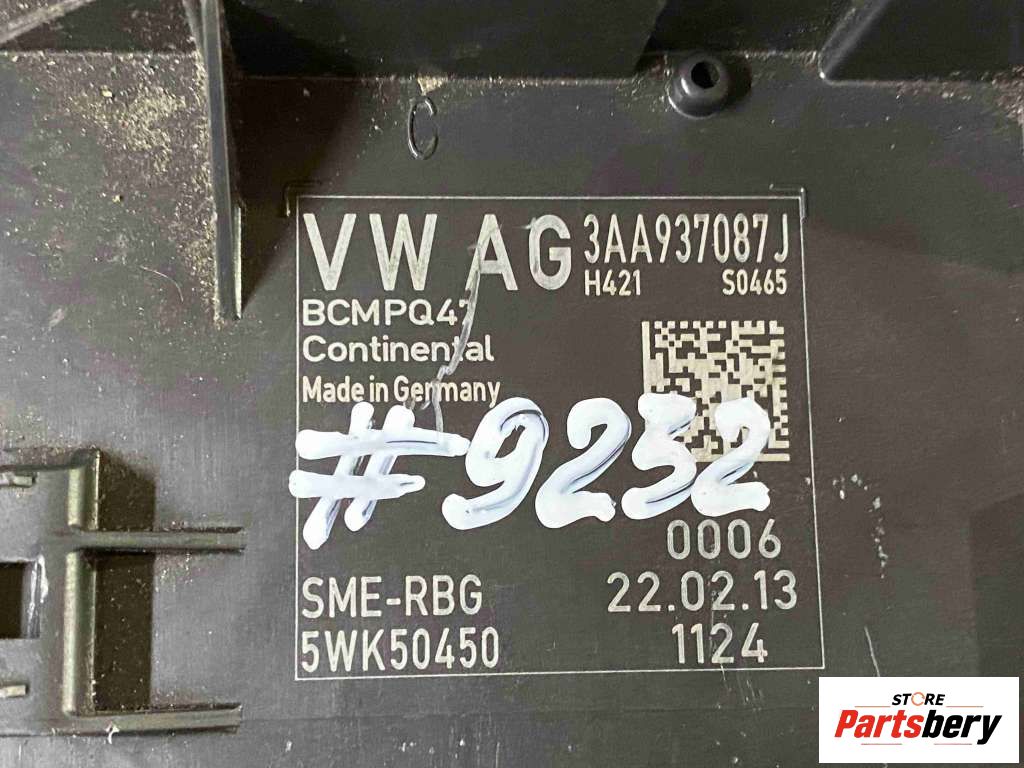 C
VW AG 3AA937087J
H421 S0465
BCMPQ47
Continental
Made in Germany
#9232
0006
SME-RBG 22.02.13
5WK50450 1124
STORE
Partsbery